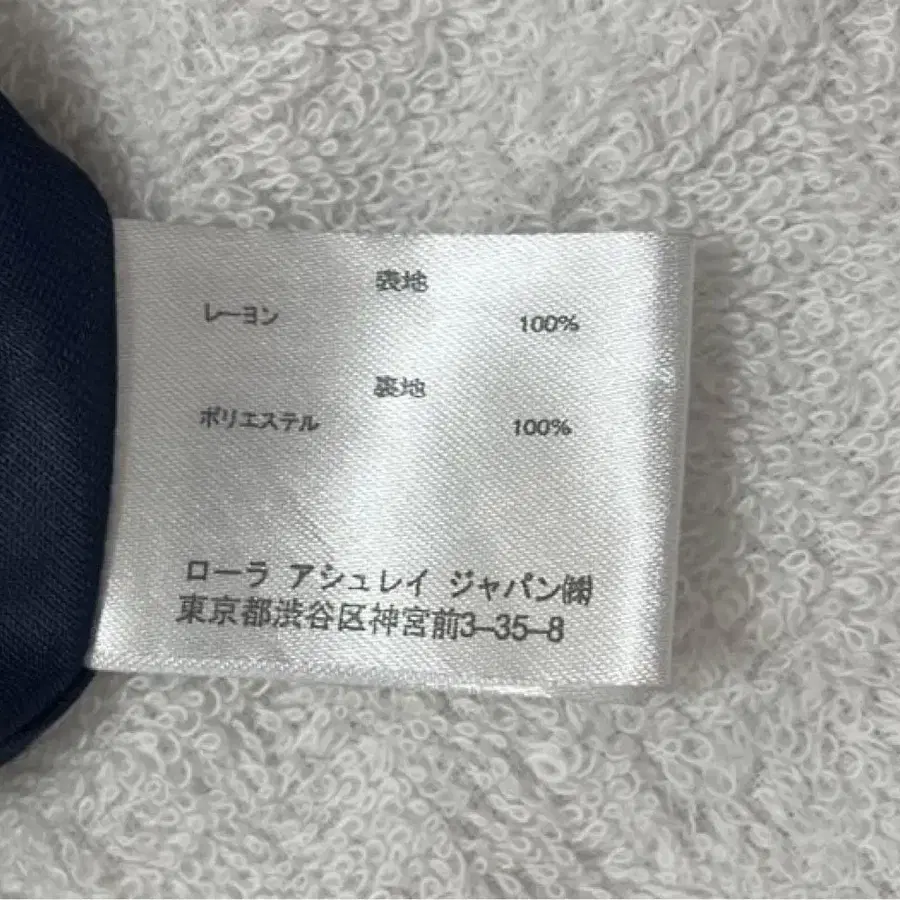 表地
レーヨン 100%
裏地
ポリエステル 100%
ローラ アシュレイ ジャパン㈱
東京都渋谷区神宮前3-35-8